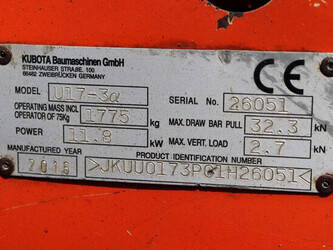 KUBOTA Baumaschinen GmbH
STEINHAUSER STRAßE, 100
66482 ZWEIBRÜCKEN GERMANY
CE
MODEL U17-3α
SERIAL No. 26051
OPERATING MASS INCL OPERATOR OF 75Kg 1775 kg
MAX. DRAW BAR PULL 32.3 kN
POWER 11.8 kW
MAX. VERT. LOAD 2.7 kN
MANUFACTURED YEAR 2016
PRODUCT IDENTIFICATION NUMBER >JKUU0173P01H26051<